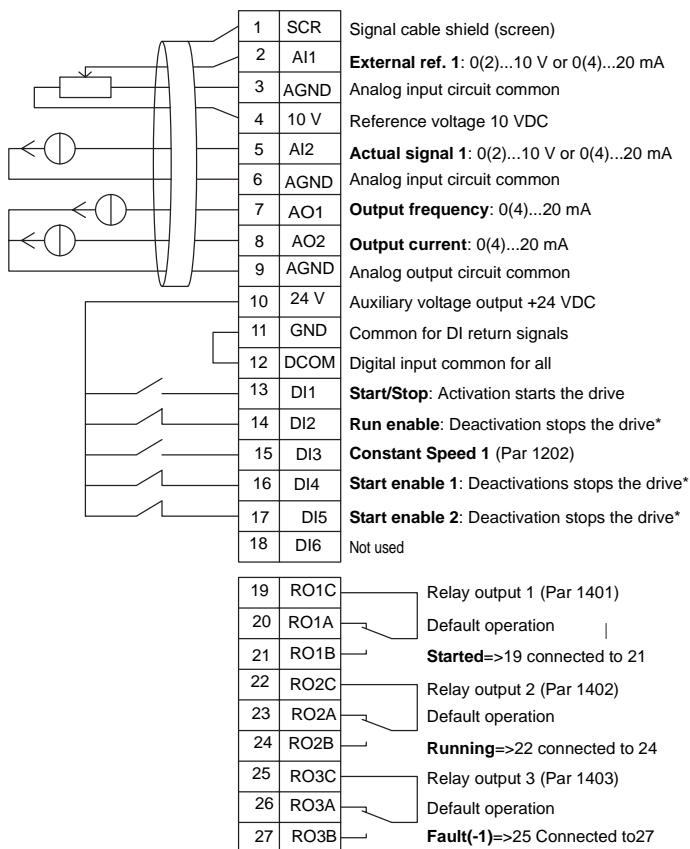 1 SCR Signal cable shield (screen)
2 AI1 External ref. 1: 0(2)...10 V or 0(4)...20 mA
3 AGND Analog input circuit common
4 10 V Reference voltage 10 VDC
5 AI2 Actual signal 1: 0(2)...10 V or 0(4)...20 mA
6 AGND Analog input circuit common
7 AO1 Output frequency: 0(4)...20 mA
8 AO2 Output current: 0(4)...20 mA
9 AGND Analog output circuit common
10 24 V Auxiliary voltage output +24 VDC
11 GND Common for DI return signals
12 DCOM Digital input common for all
13 DI1 Start/Stop: Activation starts the drive
14 DI2 Run enable: Deactivation stops the drive*
15 DI3 Constant Speed 1 (Par 1202)
16 DI4 Start enable 1: Deactivations stops the drive*
17 DI5 Start enable 2: Deactivation stops the drive*
18 DI6 Not used
19 RO1C Relay output 1 (Par 1401)
20 RO1A Default operation
21 RO1B Started=>19 connected to 21
22 RO2C Relay output 2 (Par 1402)
23 RO2A Default operation
24 RO2B Running=>22 connected to 24
25 RO3C Relay output 3 (Par 1403)
26 RO3A Default operation
27 RO3B Fault(-1)=>25 Connected to27